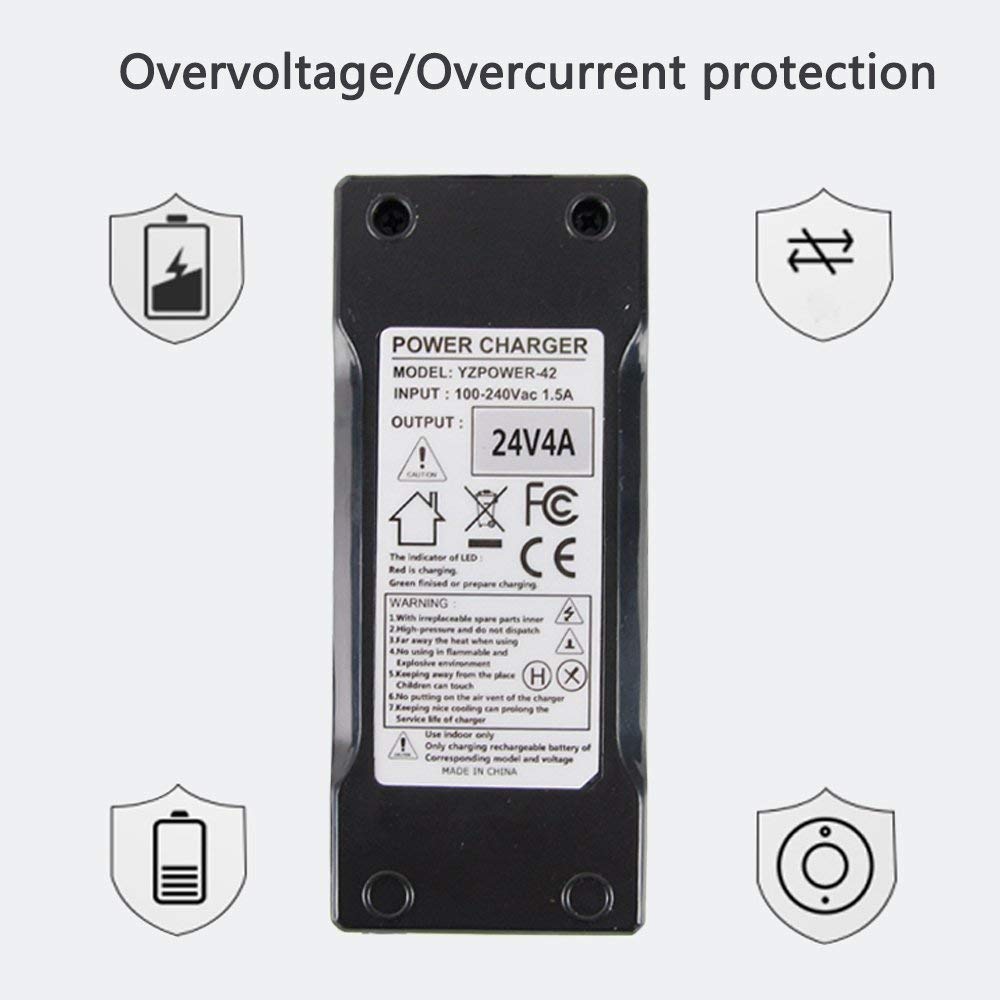 Overvoltage/Overcurrent protection
POWER CHARGER
MODEL: YZPOWER-42
INPUT : 100-240Vac 1.5A
OUTPUT :
24V4A
CAUTION
FC
CE
The indicator of LED :
Red is charging.
Green finised or prepare charging.
WARNING :
1.With irreplaceable spare parts inner
2.High-pressure and do not dispatch
3.Far away the heat when using
4.No using in flammable and
Explosive environment
5.Keeping away from the place
Children can touch
H
6.No putting on the air vent of the charger
7.Keeping nice cooling can prolong the
Service life of charger
Use indoor only
Only charging rechargeable battery of
Corresponding model and voltage
MADE IN CHINA